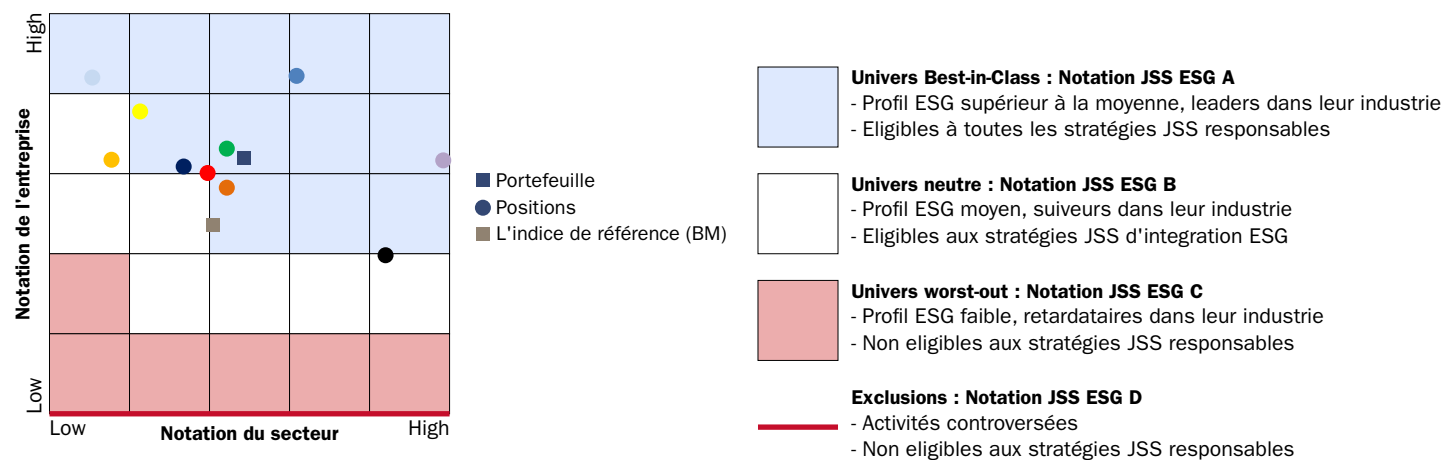 High
Notation de l'entreprise
Low
Low
Notation du secteur
High
Portefeuille
Positions
L'indice de référence (BM)
Univers Best-in-Class : Notation JSS ESG A
- Profil ESG supérieur à la moyenne, leaders dans leur industrie
- Eligibles à toutes les stratégies JSS responsables
Univers neutre : Notation JSS ESG B
- Profil ESG moyen, suiveurs dans leur industrie
- Eligibles aux stratégies JSS d'integration ESG
Univers worst-out : Notation JSS ESG C
- Profil ESG faible, retardataires dans leur industrie
- Non eligibles aux stratégies JSS responsables
Exclusions : Notation JSS ESG D
- Activités controversées
- Non eligibles aux stratégies JSS responsables